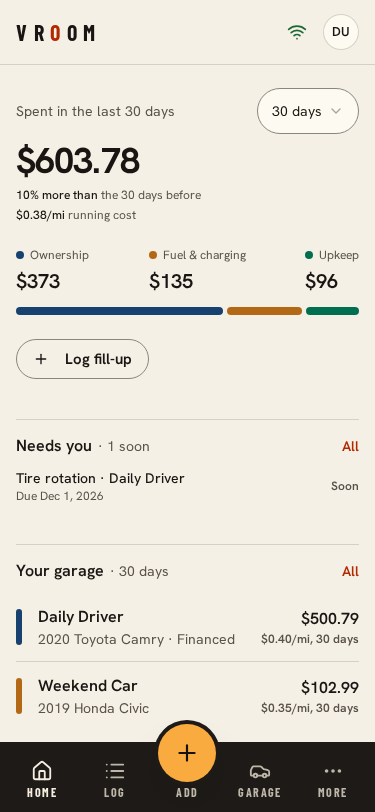 VROOM
DU
Spent in the last 30 days
30 days
$603.78
10% more than the 30 days before
$0.38/mi running cost
Ownership
Fuel & charging
Upkeep
$373
$135
$96
+ Log fill-up
Needs you · 1 soon
All
Tire rotation · Daily Driver
Due Dec 1, 2026
Soon
Your garage · 30 days
All
Daily Driver
$500.79
2020 Toyota Camry · Financed
$0.40/mi, 30 days
Weekend Car
$102.99
2019 Honda Civic
$0.35/mi, 30 days
HOME
LOG
ADD
GARAGE
MORE